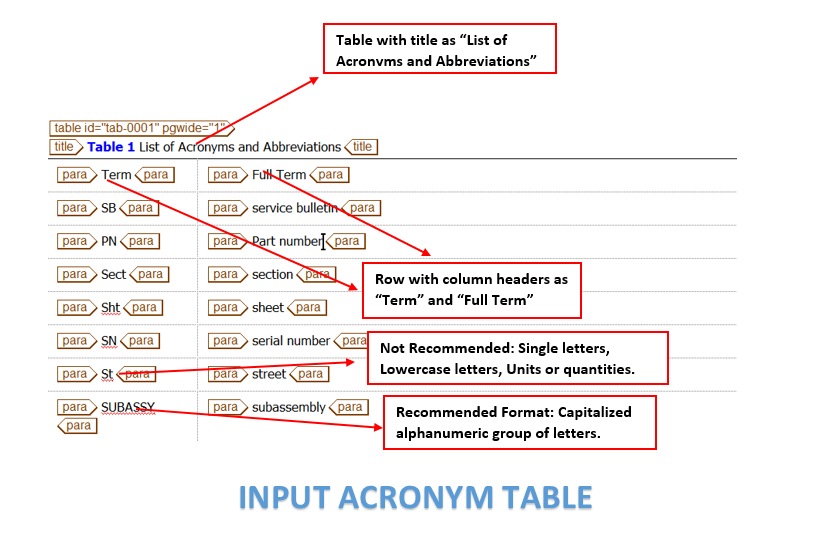 Table with title as “List of
Acronyms and Abbreviations”
table id="tab-0001" pgwide="1"
title Table 1 List of Acronyms and Abbreviations title
para Term para para Full Term para
para SB para para service bulletin para
para PN para para Part number para
para Sect para para section para
Row with column headers as
“Term” and “Full Term”
para Sht para para sheet para
para SN para para serial number para
Not Recommended: Single letters,
Lowercase letters, Units or quantities.
para St para para street para
para SUBASSY para subassembly para
para
Recommended Format: Capitalized
alphanumeric group of letters.
INPUT ACRONYM TABLE